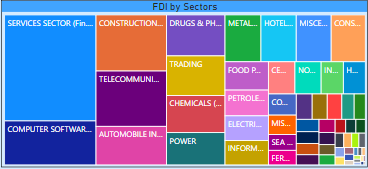 FDI by Sectors
SERVICES SECTOR (Fin...
COMPUTER SOFTWAR...
CONSTRUCTION...
TELECOMMUNI...
AUTOMOBILE IN...
DRUGS & PH...
TRADING
CHEMICALS (...
POWER
METAL...
FOOD P...
PETROLE...
ELECTRI...
INFORM...
HOTEL...
CE...
CO...
MIS...
SEA ...
FER...
MISCE...
NO...
CONS...
IN...
H...